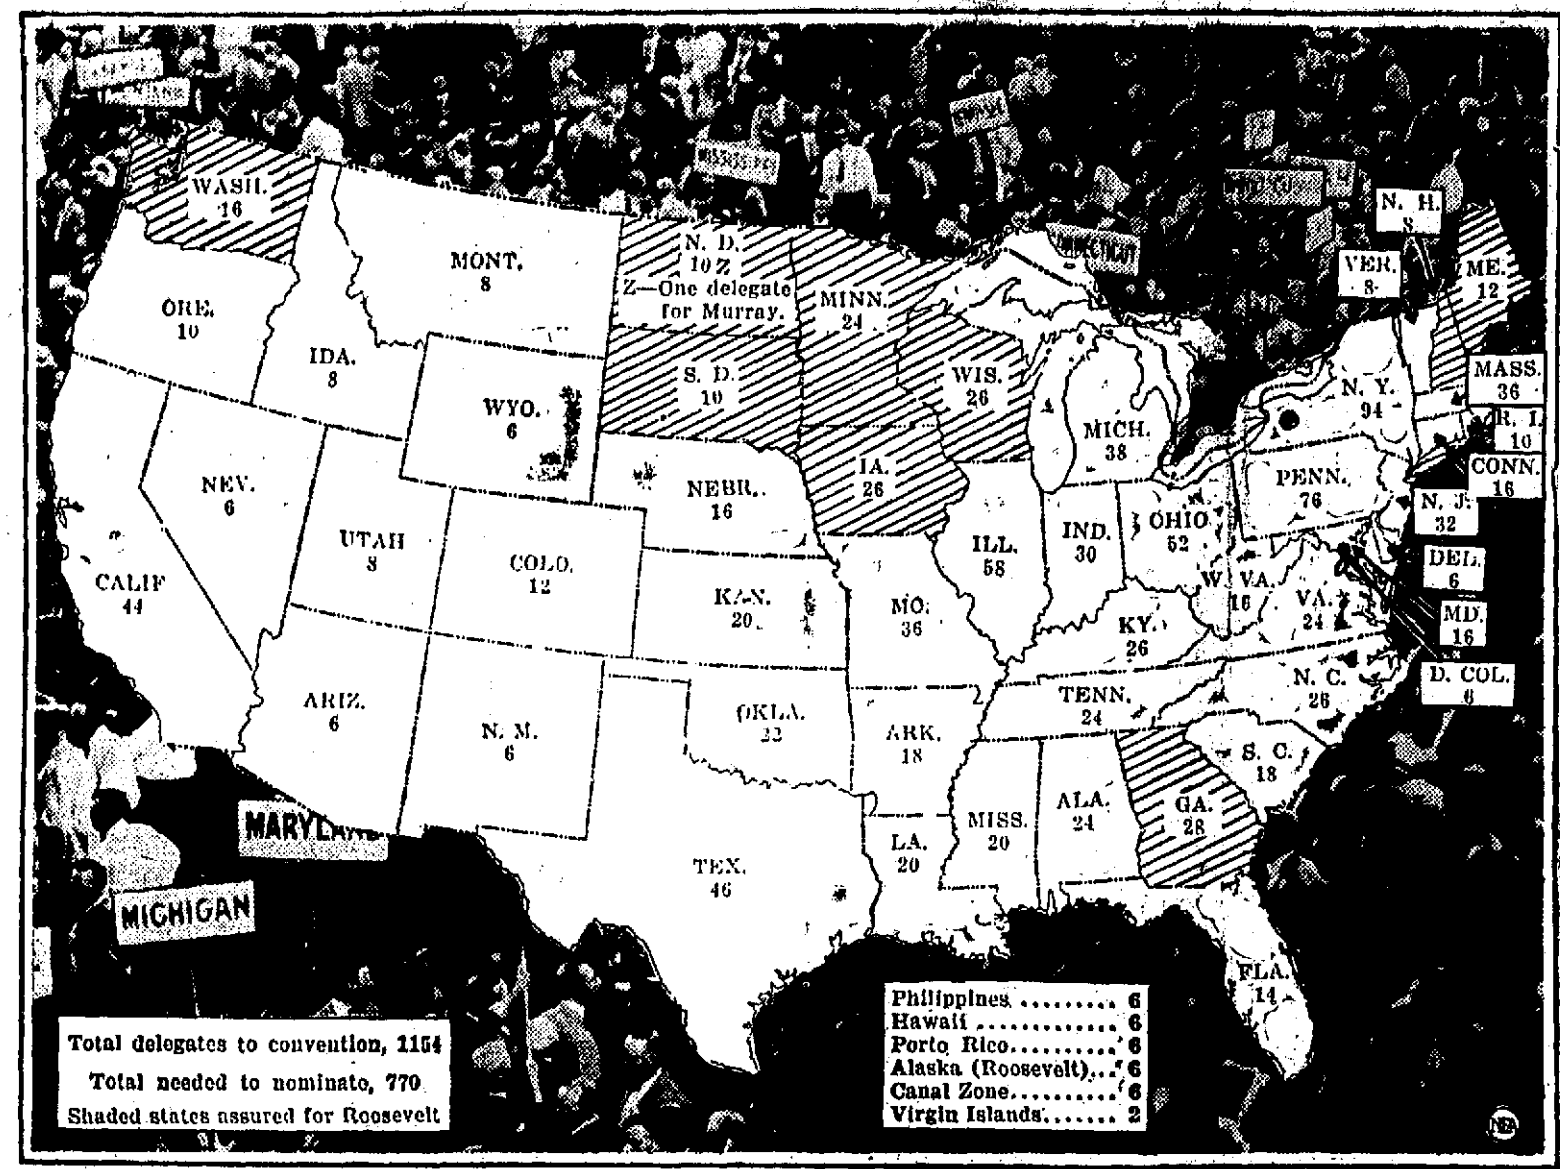 MISSISSIPPI
CONNECTICUT
WASH.
16
ORE.
10
IDA.
8
MONT.
8
WYO.
6
CALIF
44
NEV.
6
UTAH
8
COLO.
12
ARIZ.
6
N. M.
6
N. D.
10 Z
Z—One delegate
for Murray.
S. D.
10
NEBR.
16
KAN.
20
OKLA.
22
TEX.
46
MINN.
24
IA.
26
MO.
36
ARK.
18
LA.
20
WIS.
26
ILL.
58
MICH.
38
IND.
30
OHIO
52
KY.
26
TENN.
24
MISS.
20
ALA.
24
GA.
28
FLA.
14
S. C.
18
N. C.
26
VA.
24
W. VA.
16
PENN.
76
N. Y.
94
VER.
8
N. H.
8
ME.
12
MASS.
36
R. I.
10
CONN.
16
N. J.
32
DEL.
6
MD.
16
D. COL.
6
MARYLAND
MICHIGAN
Total delegates to convention, 1154
Total needed to nominate, 770
Shaded states assured for Roosevelt
Philippines ......... 6
Hawaii ............ 6
Porto Rico.......... 6
Alaska (Roosevelt)... 6
Canal Zone.......... 6
Virgin Islands....... 2
NEA